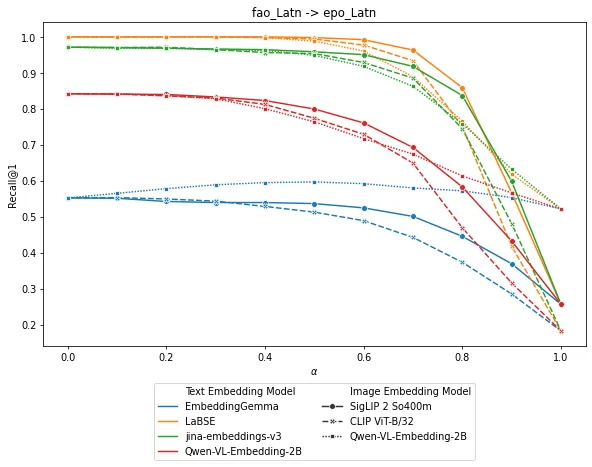 fao_Latn -> epo_Latn
Recall@1
1.0
0.9
0.8
0.7
0.6
0.5
0.4
0.3
0.2
0.0 0.2 0.4 0.6 0.8 1.0
α
Text Embedding Model
EmbeddingGemma
LaBSE
jina-embeddings-v3
Qwen-VL-Embedding-2B
Image Embedding Model
SigLIP 2 So400m
CLIP ViT-B/32
Qwen-VL-Embedding-2B